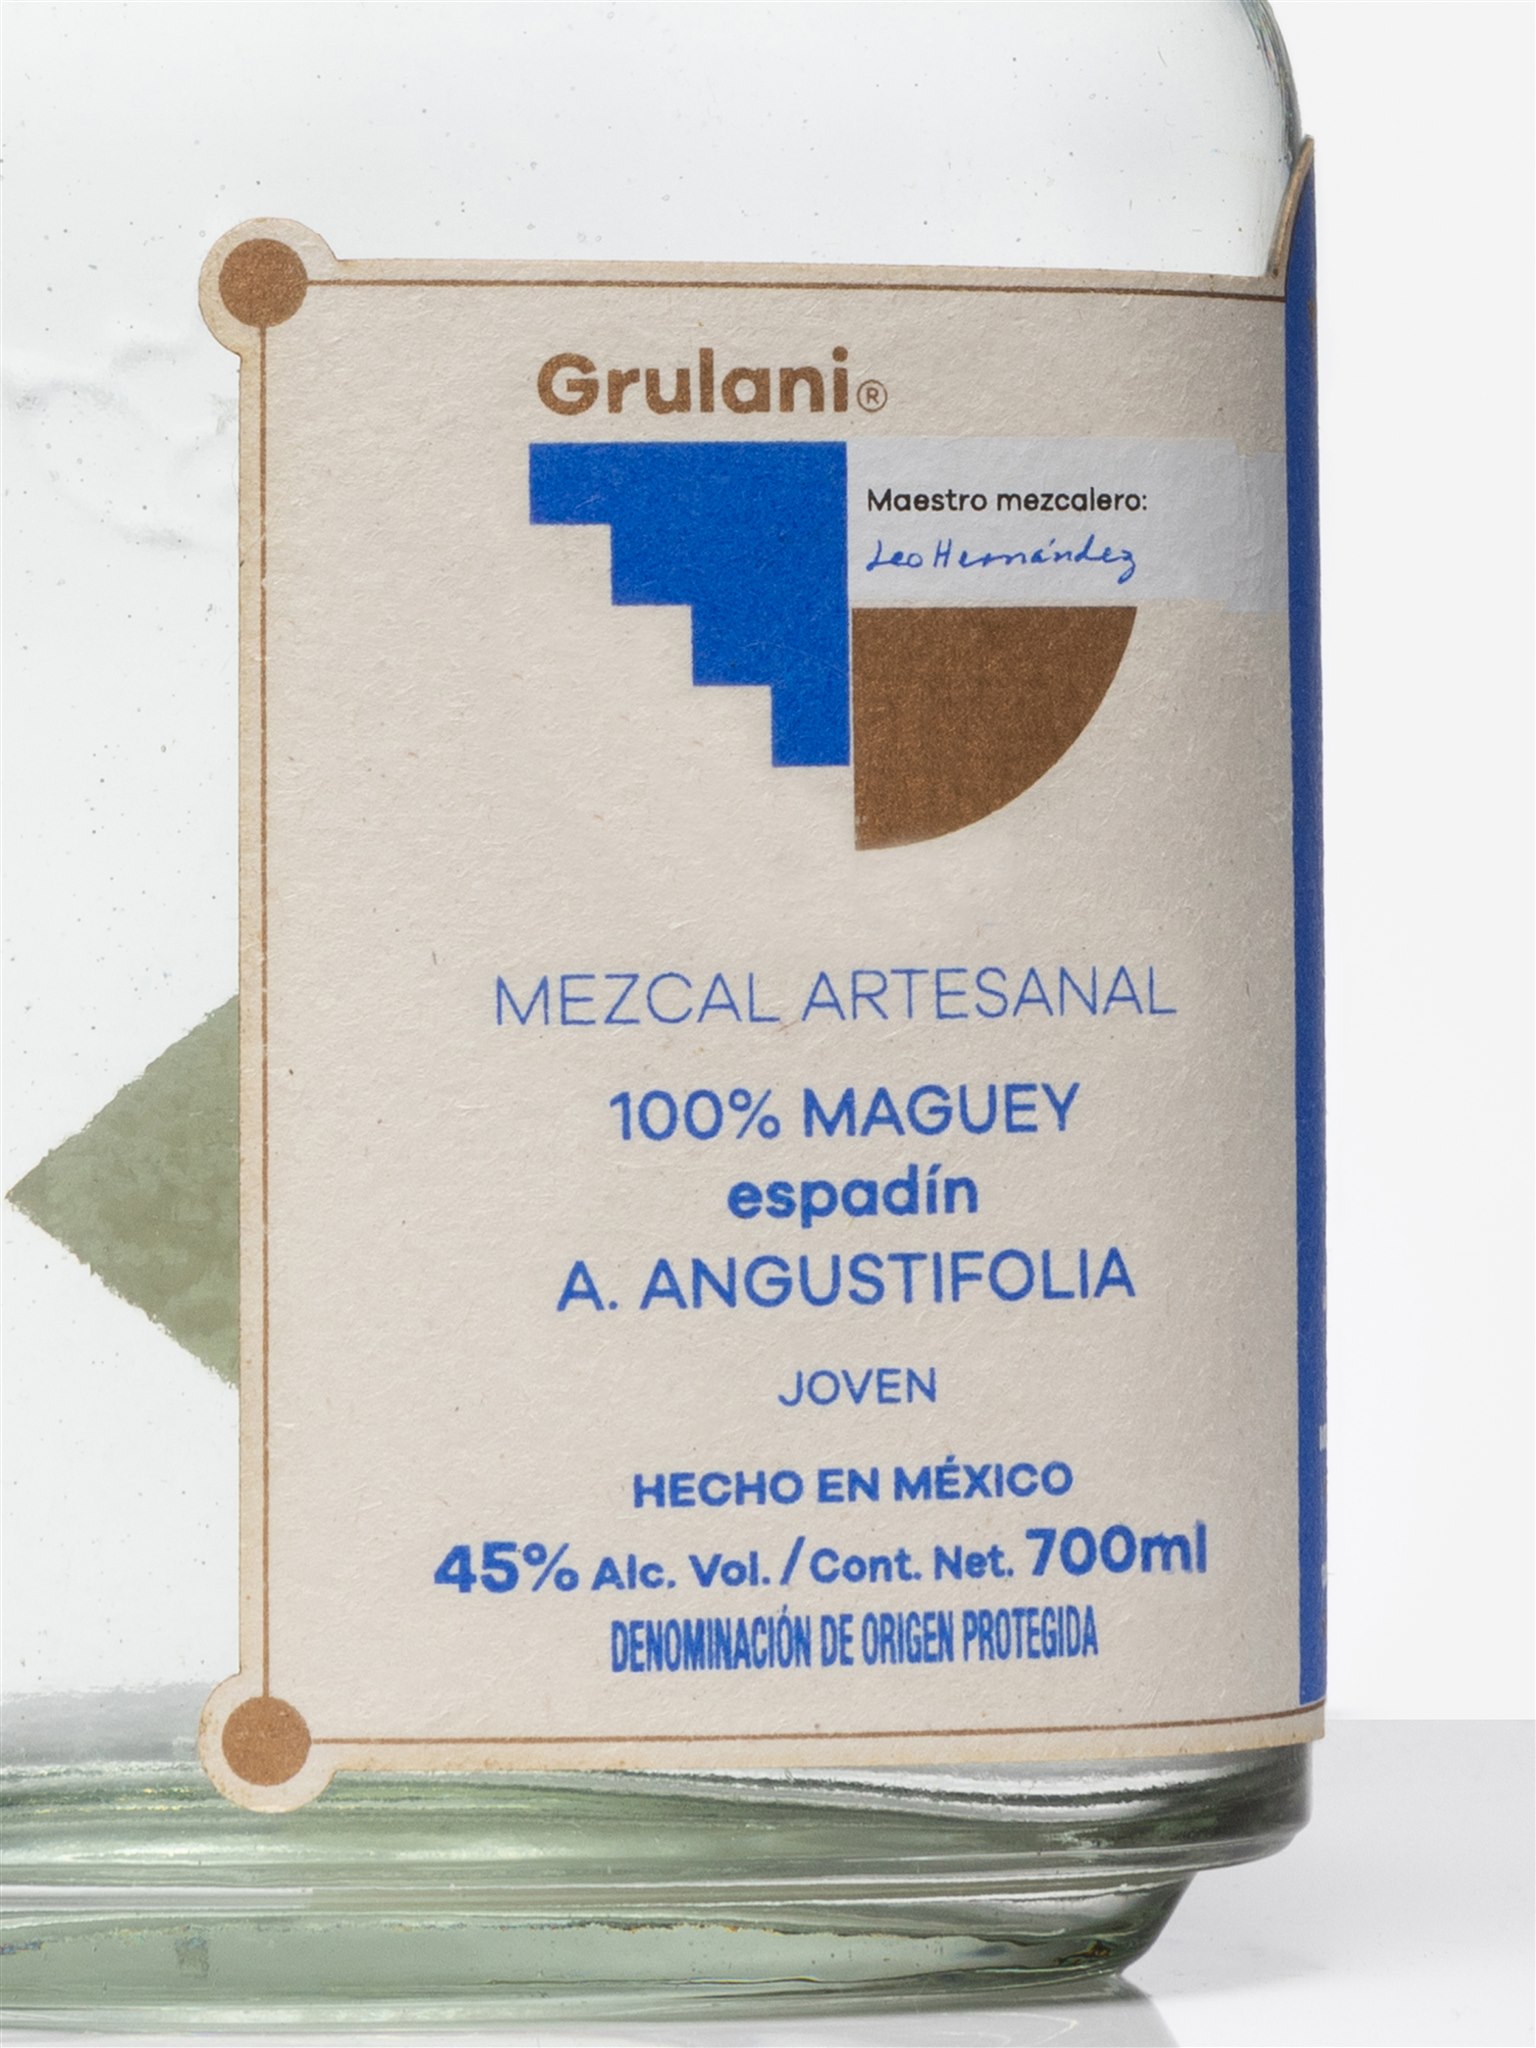 Grulani®
Maestro mezcalero:
Leo Hernández
MEZCAL ARTESANAL
100% MAGUEY
espadín
A. ANGUSTIFOLIA
JOVEN
HECHO EN MÉXICO
45% Alc. Vol. / Cont. Net. 700ml
DENOMINACIÓN DE ORIGEN PROTEGIDA